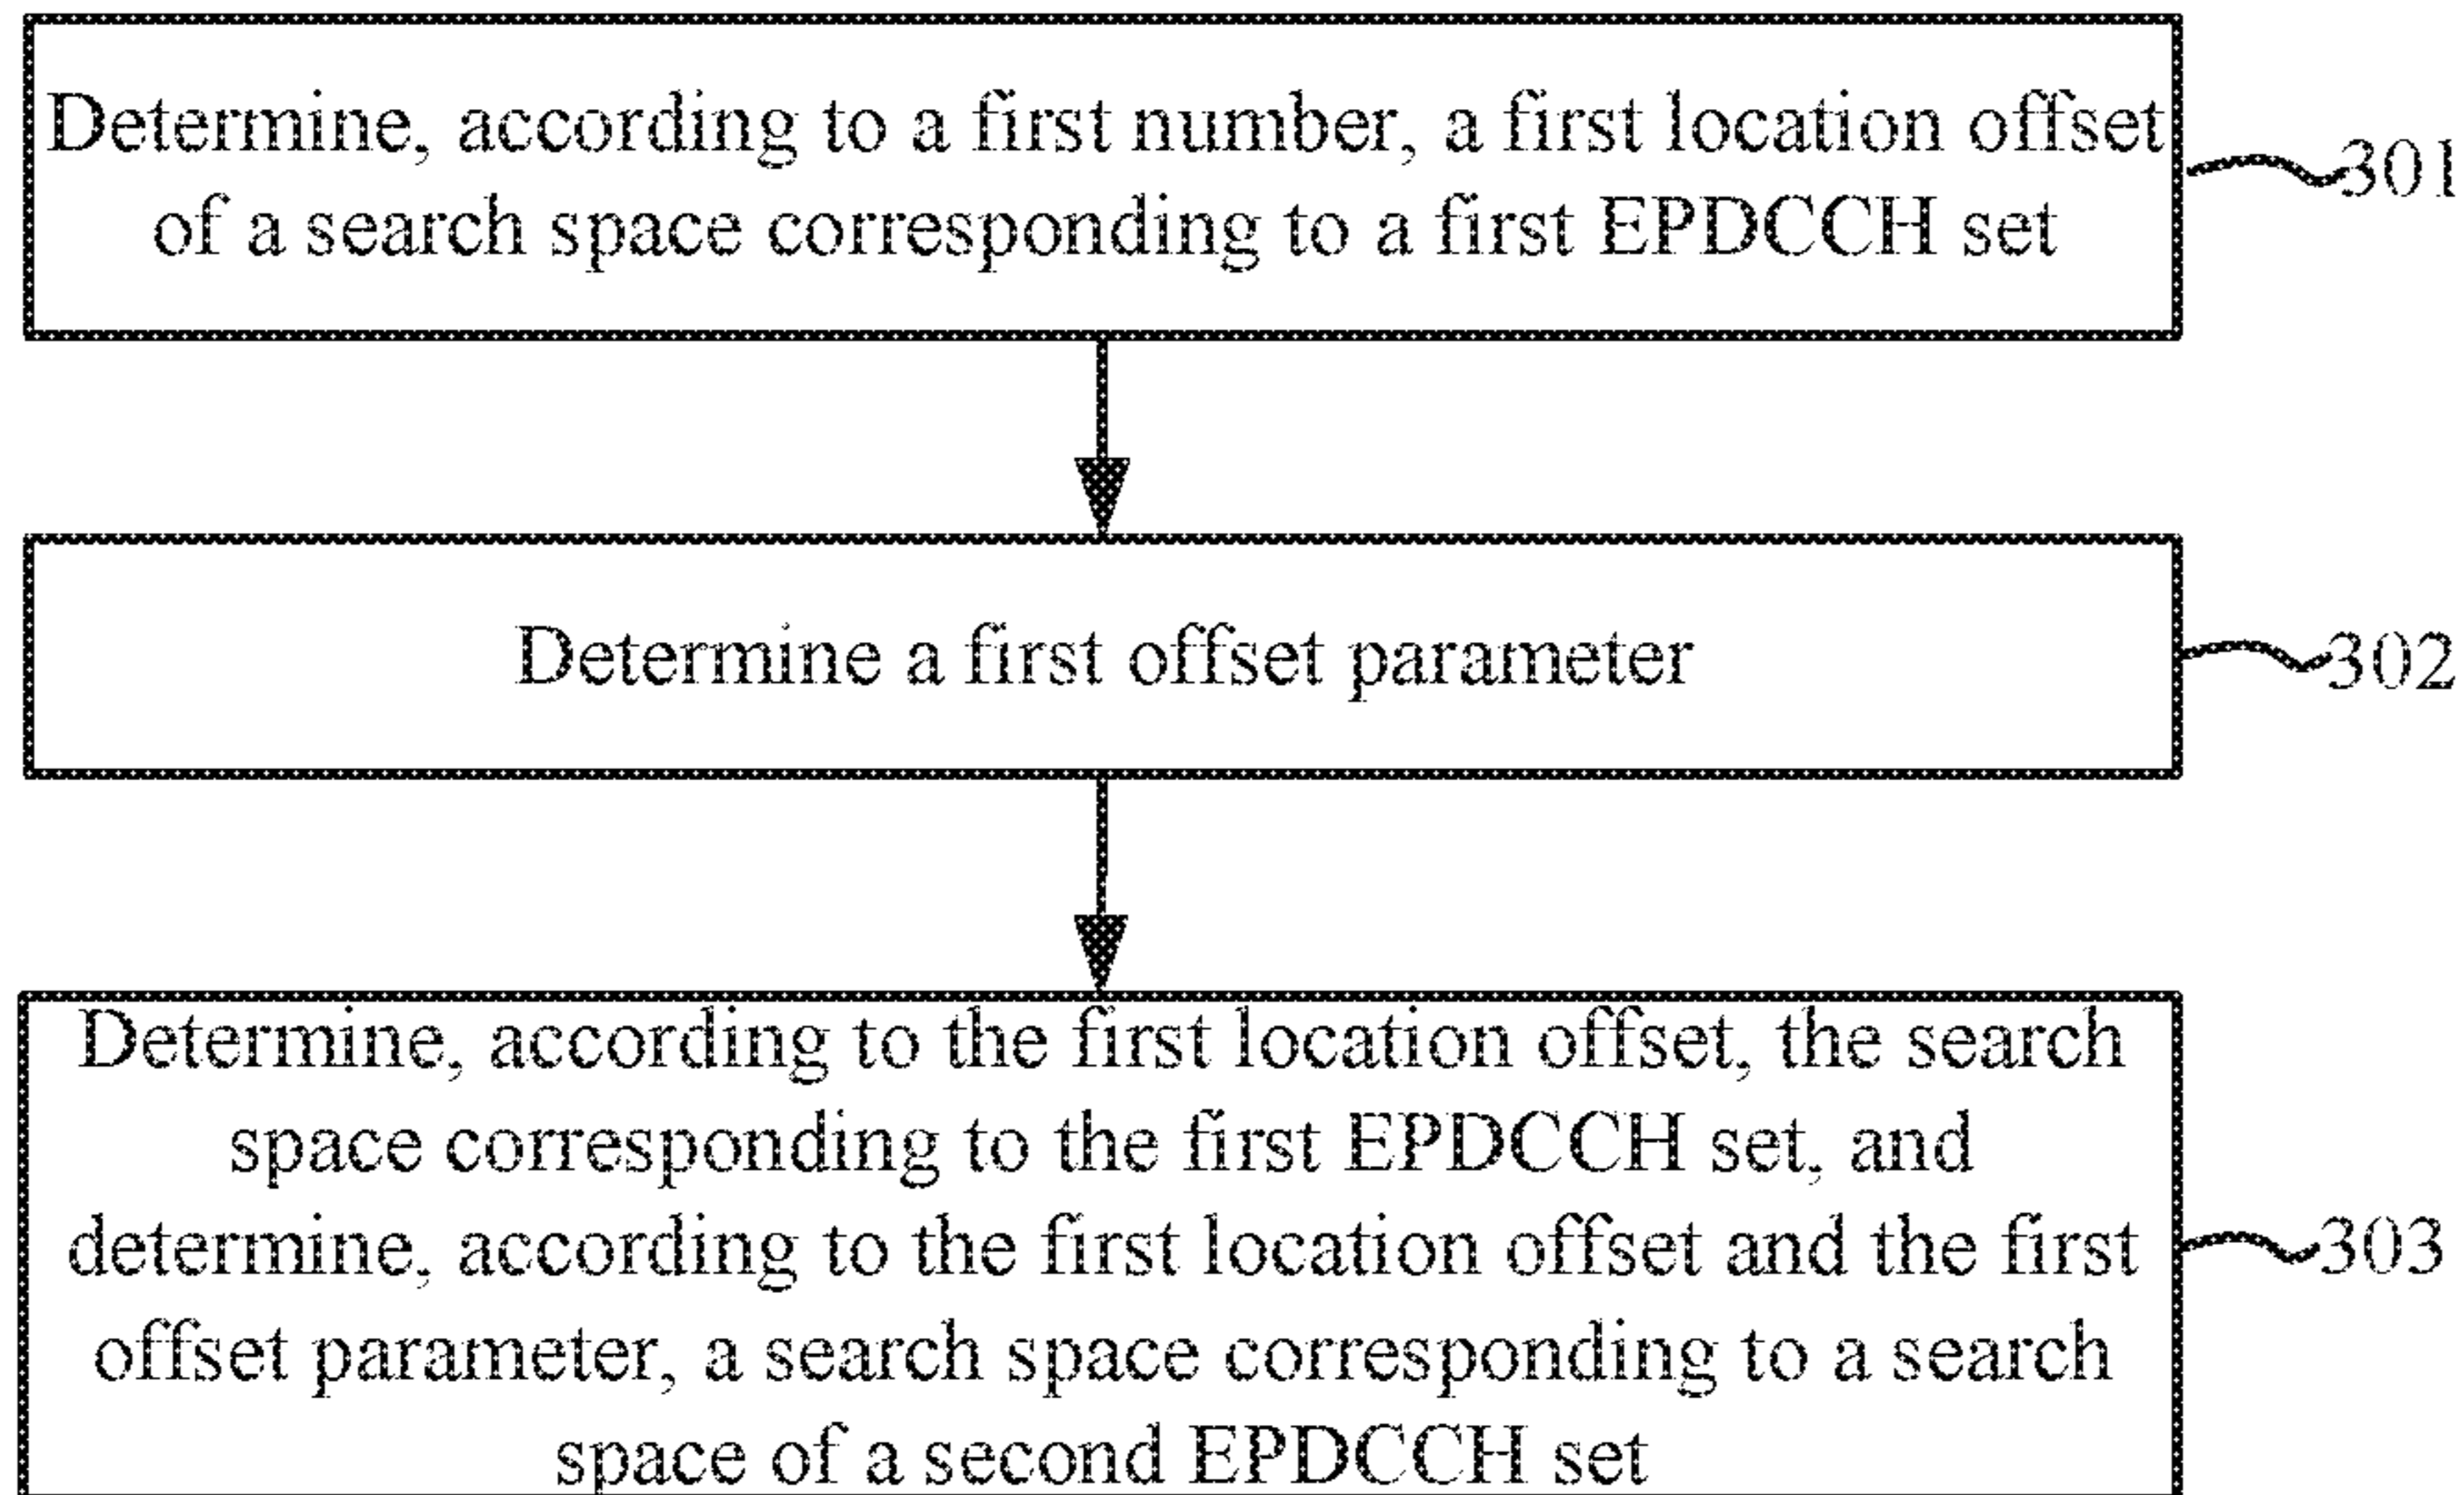 Determine, according to a first number, a first location offset
of a search space corresponding to a first EPDCCH set
301
Determine a first offset parameter
302
Determine, according to the first location offset, the search
space corresponding to the first EPDCCH set, and
determine, according to the first location offset and the first
offset parameter, a search space corresponding to a search
space of a second EPDCCH set
303